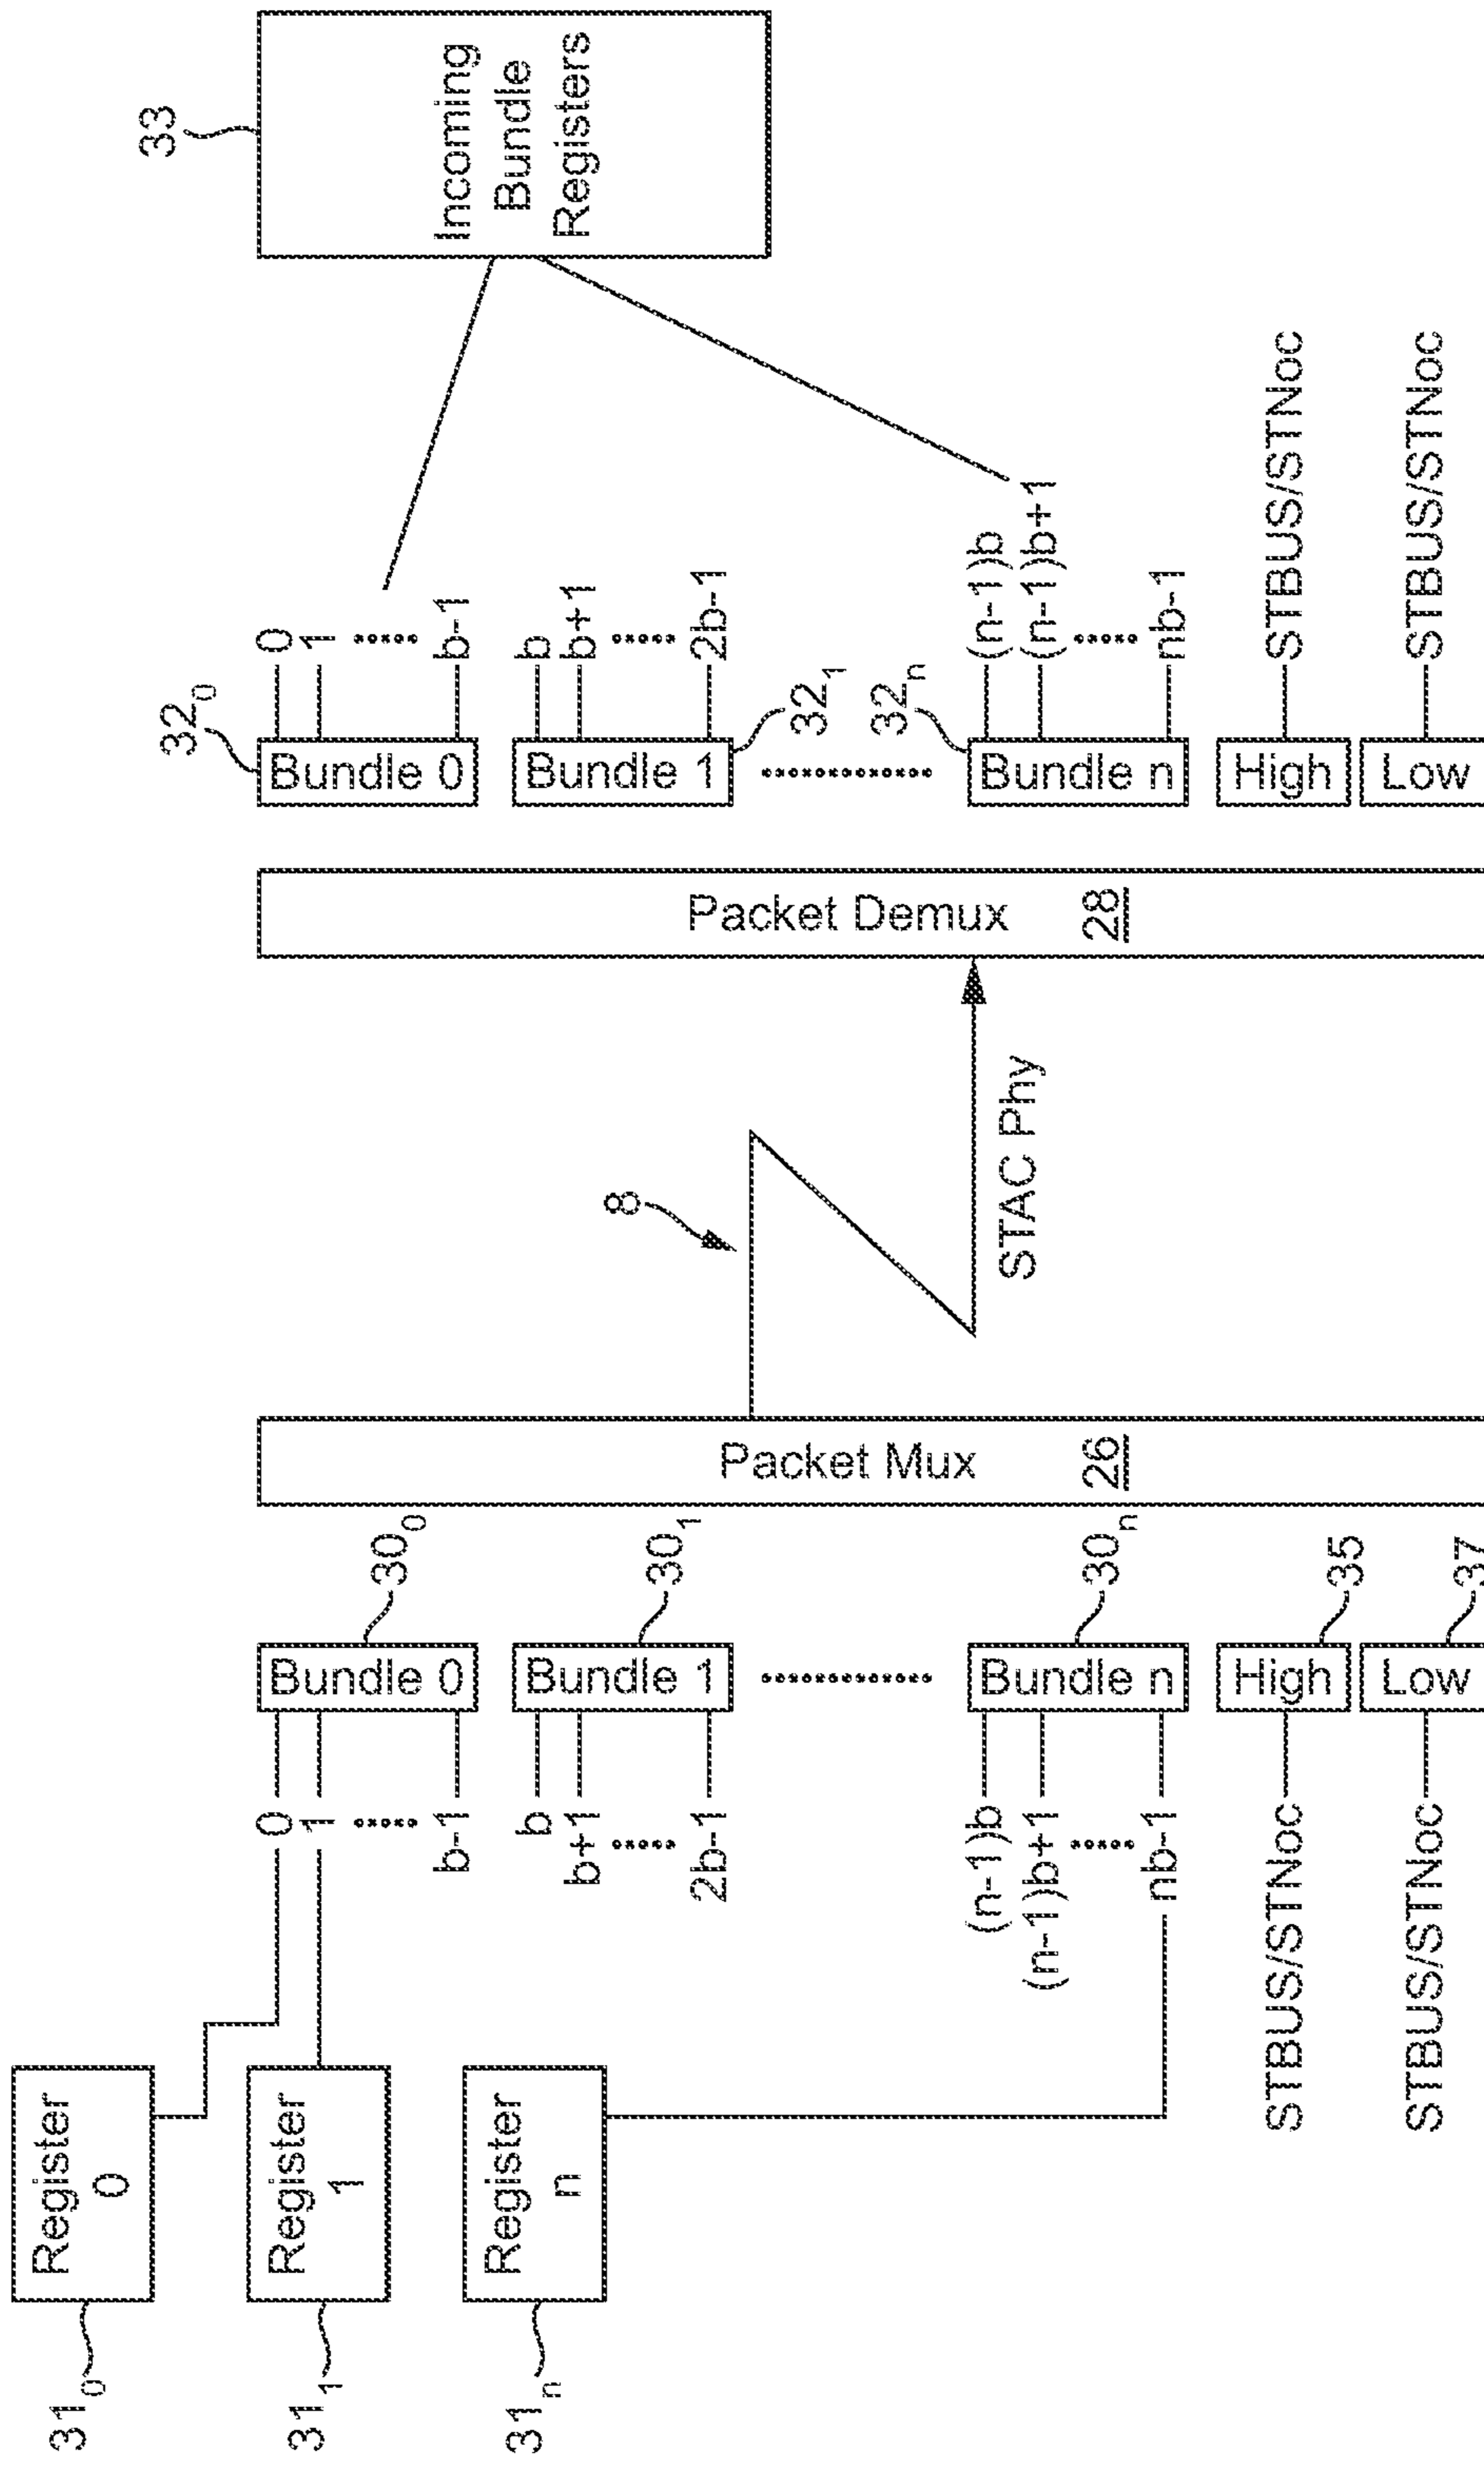 31₀
Register
0
31₁
Register
1
31ₙ
Register
n
0
1
b-1
b
b+1
2b-1
(n-1)b
(n-1)b+1
nb-1
STBUS/STNoc
STBUS/STNoc
Bundle 0
30₀
Bundle 1
30₁
Bundle n
30ₙ
High
35
Low
37
Packet Mux 26
8
STAC Phy
Packet Demux 28
32₀
Bundle 0
Bundle 1
32₁
32ₙ
Bundle n
High
Low
0
1
b-1
b
b+1
2b-1
(n-1)b
(n-1)b+1
nb-1
STBUS/STNoc
STBUS/STNoc
33
Incoming
Bundle
Registers